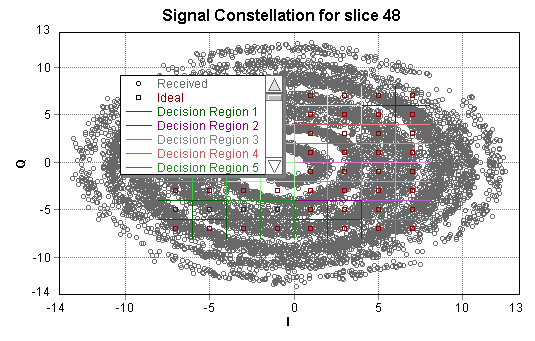 Signal Constellation for slice 48
13
10
Received
Ideal
Decision Region 1
Decision Region 2
Decision Region 3
Decision Region 4
Decision Region 5
5
Q
0
-5
-10
-14
-14 -10 -5 0 5 10 13
I